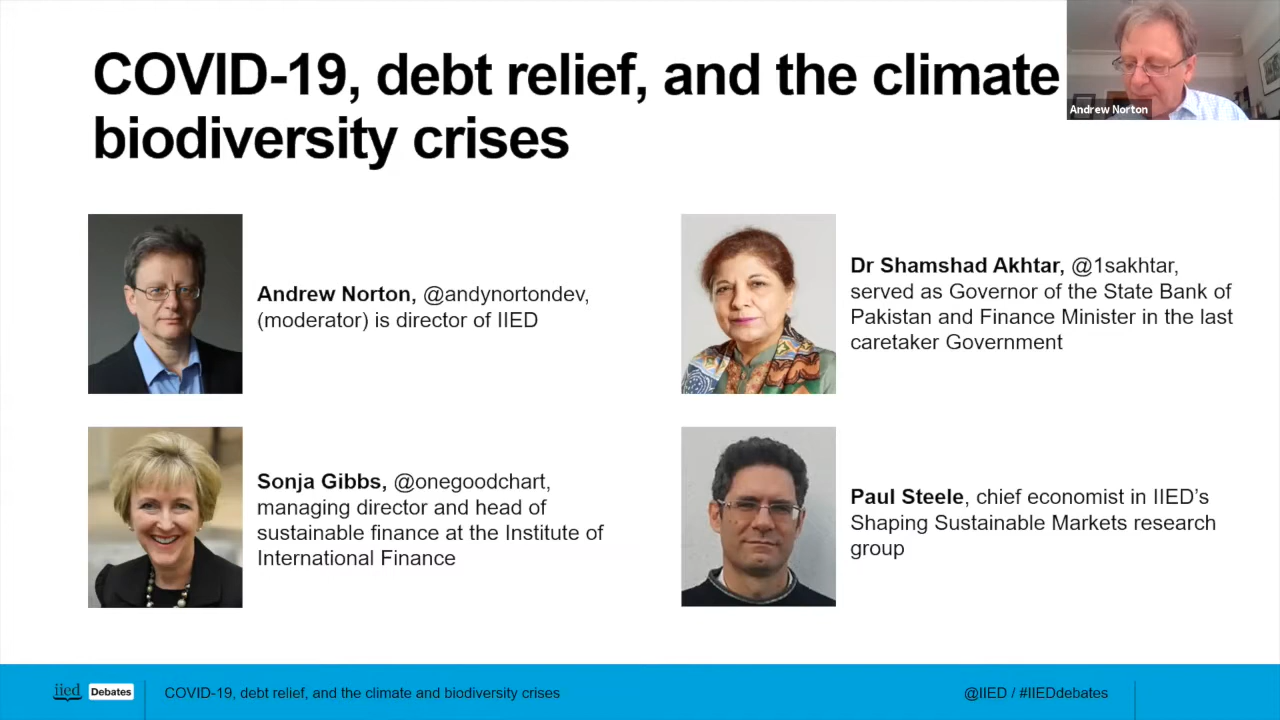 COVID-19, debt relief, and the climate
biodiversity crises
Andrew Norton
Andrew Norton, @andynortondev,
(moderator) is director of IIED
Dr Shamshad Akhtar, @1sakhtar,
served as Governor of the State Bank of
Pakistan and Finance Minister in the last
caretaker Government
Sonja Gibbs, @onegoodchart,
managing director and head of
sustainable finance at the Institute of
International Finance
Paul Steele, chief economist in IIED’s
Shaping Sustainable Markets research
group
iied Debates
COVID-19, debt relief, and the climate and biodiversity crises
@IIED / #IIEDdebates